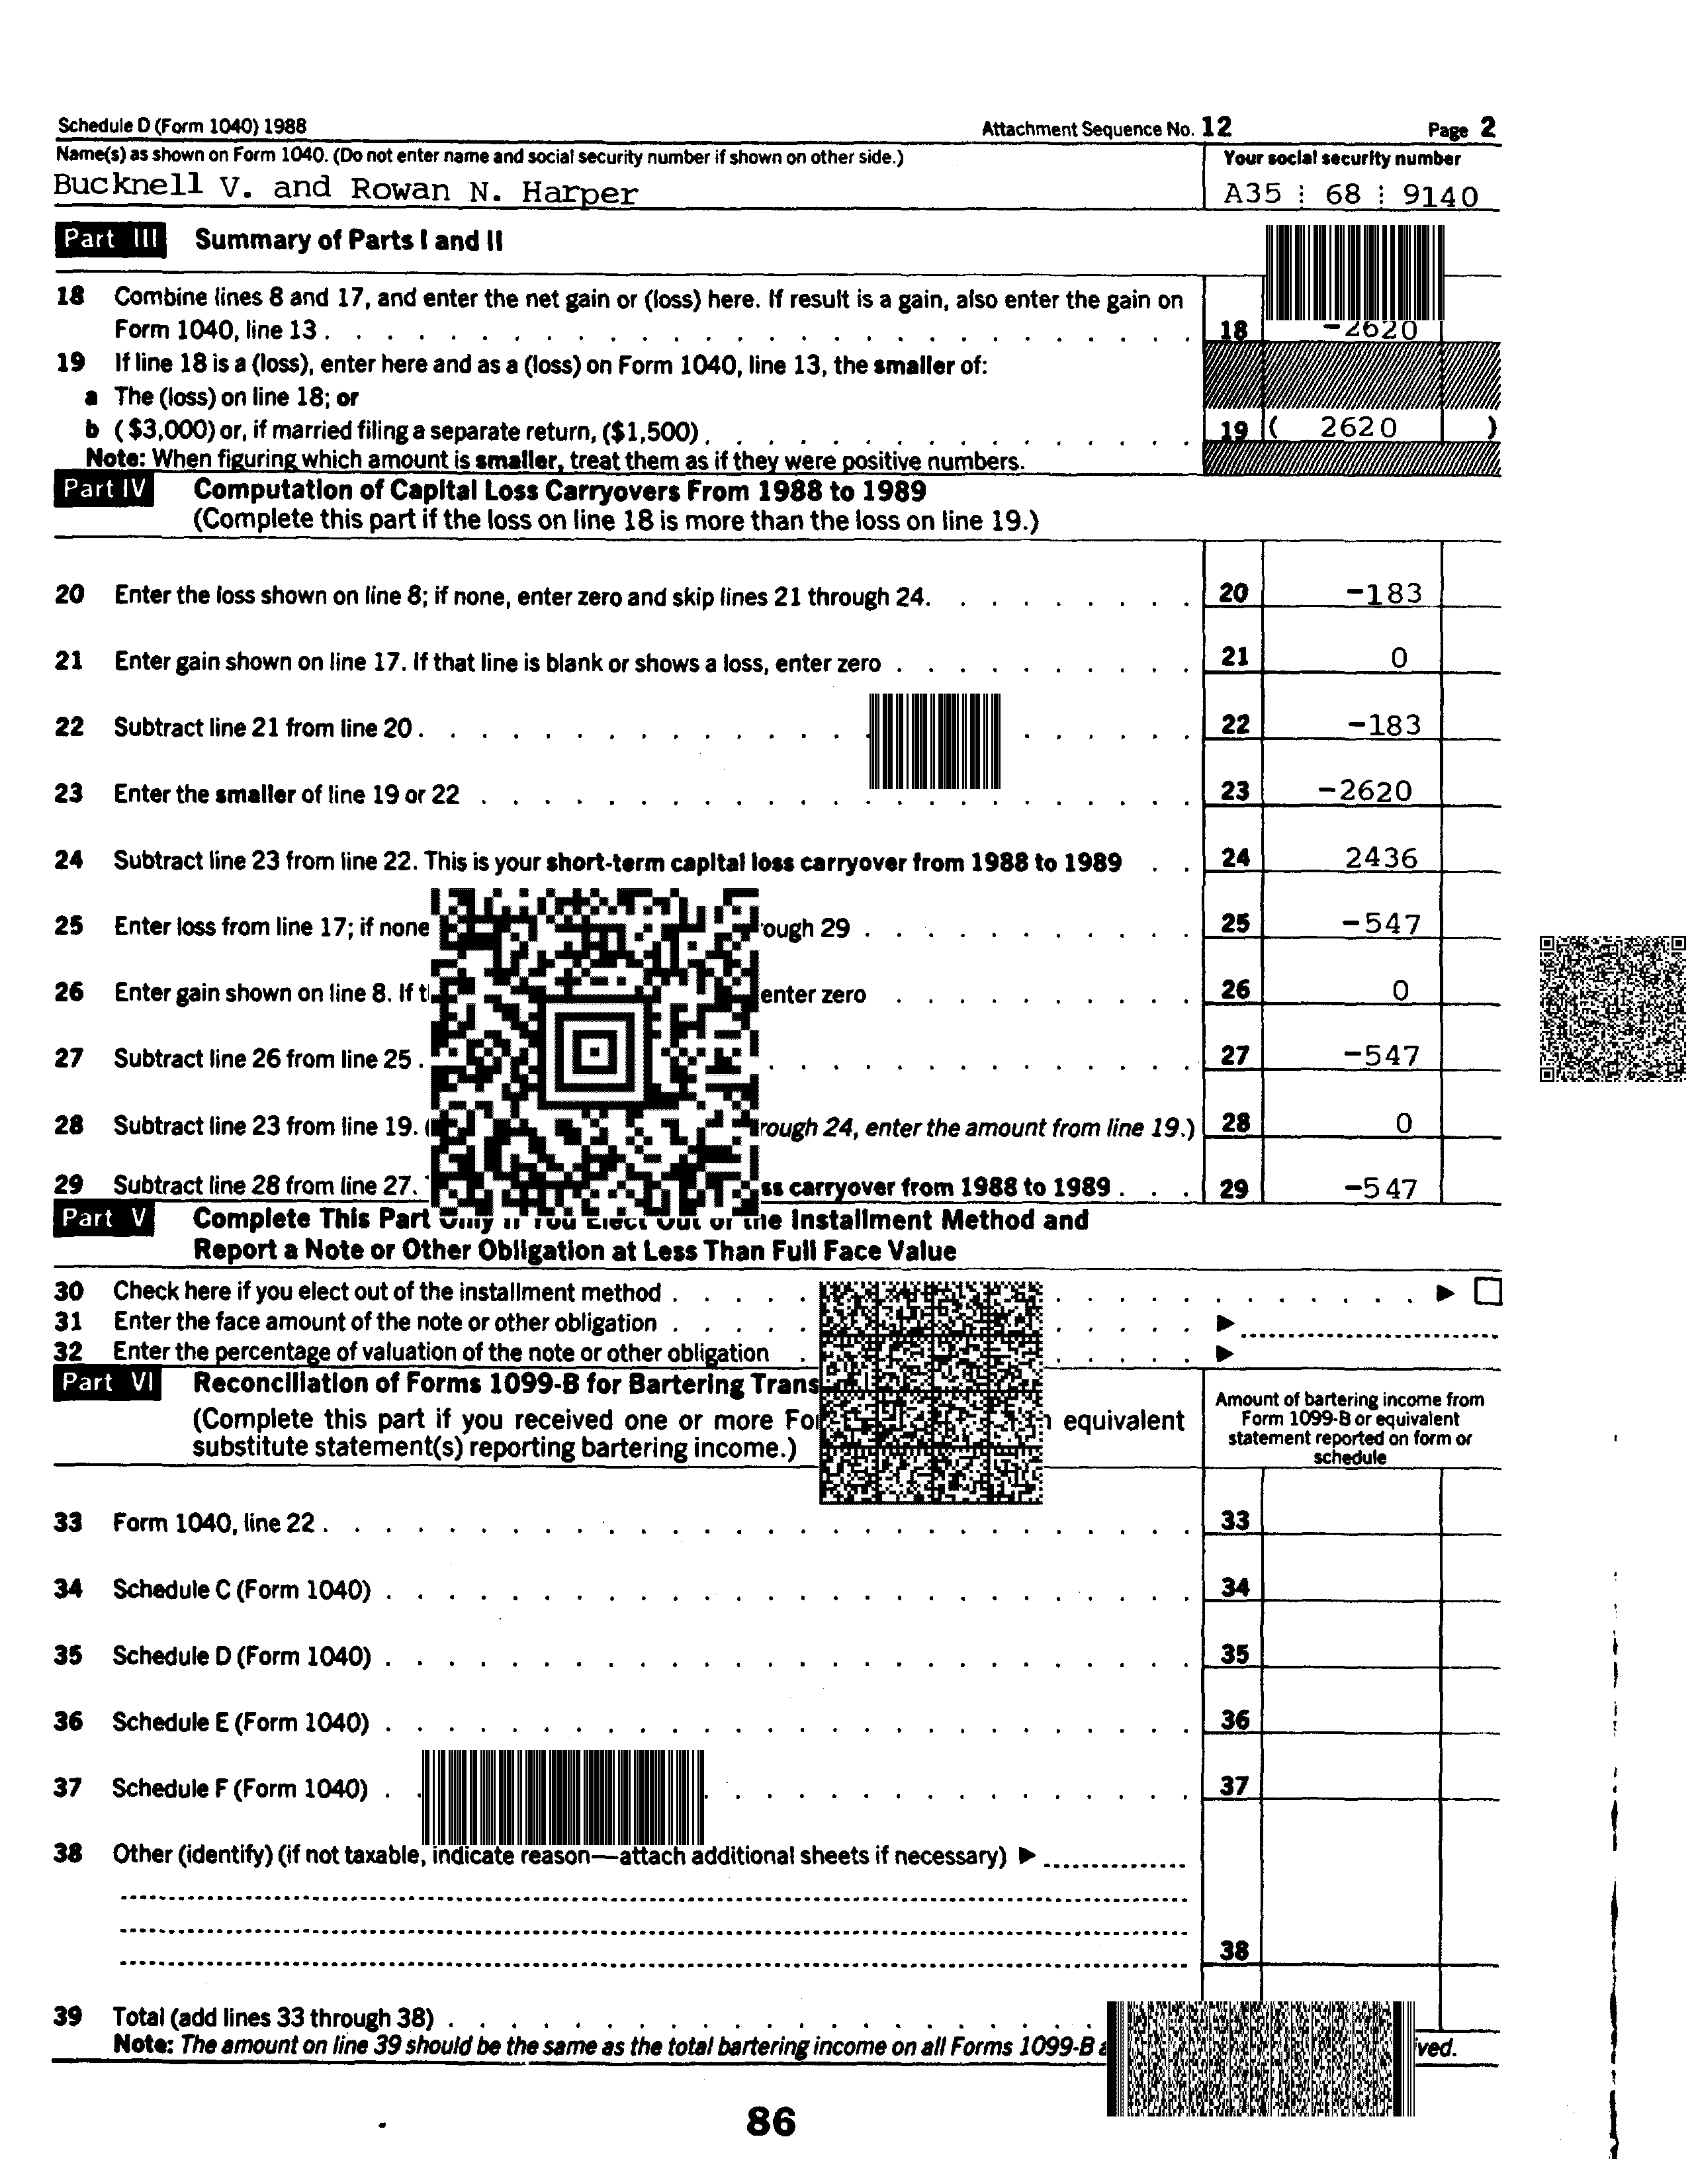 Schedule D (Form 1040) 1988 Attachment Sequence No. 12 Page 2
Name(s) as shown on Form 1040. (Do not enter name and social security number if shown on other side.) Your social security number
Bucknell V. and Rowan N. Harper A35 68 9140
Part III Summary of Parts I and II
18 Combine lines 8 and 17, and enter the net gain or (loss) here. If result is a gain, also enter the gain on
Form 1040, line 13 . . . 18 -2620
19 If line 18 is a (loss), enter here and as a (loss) on Form 1040, line 13, the smaller of:
a The (loss) on line 18; or
b ($3,000) or, if married filing a separate return, ($1,500) . . . 19 ( 2620 )
Note: When figuring which amount is smaller, treat them as if they were positive numbers.
Part IV Computation of Capital Loss Carryovers From 1988 to 1989
(Complete this part if the loss on line 18 is more than the loss on line 19.)
20 Enter the loss shown on line 8; if none, enter zero and skip lines 21 through 24. . . . 20 -183
21 Enter gain shown on line 17. If that line is blank or shows a loss, enter zero . . . 21 0
22 Subtract line 21 from line 20 . . . 22 -183
23 Enter the smaller of line 19 or 22 . . . 23 -2620
24 Subtract line 23 from line 22. This is your short-term capital loss carryover from 1988 to 1989 . . 24 2436
25 Enter loss from line 17; if none 29 . . . 25 -547
26 Enter gain shown on line 8. If enter zero . . . 26 0
27 Subtract line 26 from line 25 . . . 27 -547
28 Subtract line 23 from line 19. 24, enter the amount from line 19.) 28 0
29 Subtract line 28 from line 27. carryover from 1988 to 1989 . . . 29 -547
Part V Complete This Part Only If You Elect Out of the Installment Method and
Report a Note or Other Obligation at Less Than Full Face Value
30 Check here if you elect out of the installment method . . . ▶ ☐
31 Enter the face amount of the note or other obligation . . . ▶
32 Enter the percentage of valuation of the note or other obligation . . . ▶
Part VI Reconciliation of Forms 1099-B for Bartering
(Complete this part if you received one or more equivalent
substitute statement(s) reporting bartering income.)
Amount of bartering income from
Form 1099-B or equivalent
statement reported on form or
schedule
33 Form 1040, line 22 . . . 33
34 Schedule C (Form 1040) . . . 34
35 Schedule D (Form 1040) . . . 35
36 Schedule E (Form 1040) . . . 36
37 Schedule F (Form 1040) . . . 37
38 Other (identify) (if not taxable, indicate reason—attach additional sheets if necessary) ▶
38
39 Total (add lines 33 through 38) . . .
Note: The amount on line 39 should be the same as the total bartering income on all Forms 1099-B
86